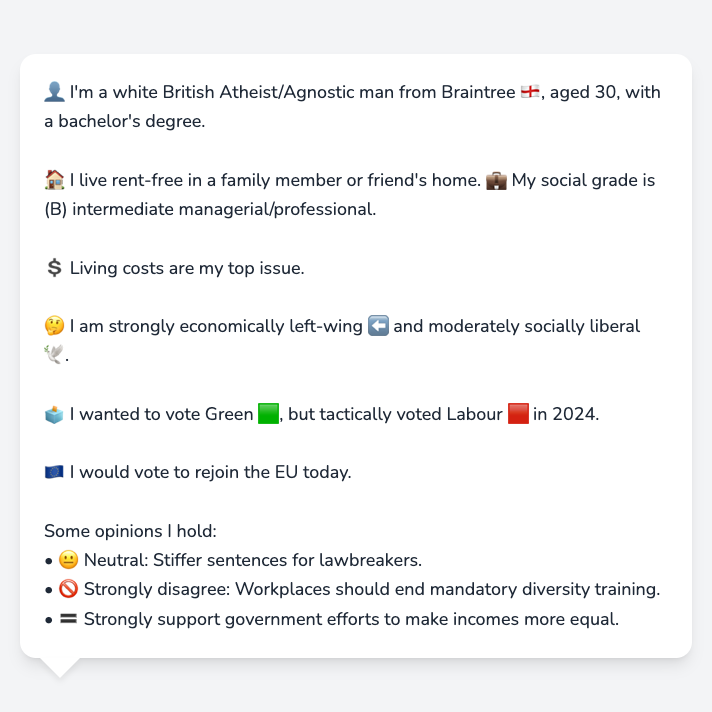 👤 I'm a white British Atheist/Agnostic man from Braintree 🏴󠁧󠁢󠁥󠁮󠁧󠁿, aged 30, with
a bachelor's degree.
🏠 I live rent-free in a family member or friend's home. 💼 My social grade is
(B) intermediate managerial/professional.
💲 Living costs are my top issue.
🤔 I am strongly economically left-wing ⬅️ and moderately socially liberal
🕊️.
🗳️ I wanted to vote Green 🟩, but tactically voted Labour 🟥 in 2024.
🇪🇺 I would vote to rejoin the EU today.
Some opinions I hold:
• 😐 Neutral: Stiffer sentences for lawbreakers.
• 🚫 Strongly disagree: Workplaces should end mandatory diversity training.
• 🟰 Strongly support government efforts to make incomes more equal.